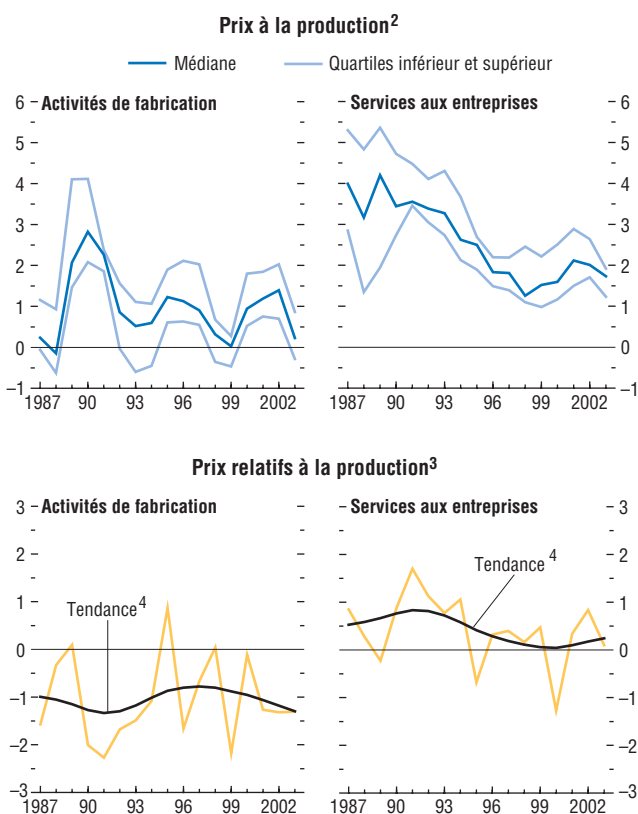 Prix à la production²
Médiane
Quartiles inférieur et supérieur
Activités de fabrication
6
5
4
3
2
1
0
–1
1987 90 93 96 99 2002
Services aux entreprises
6
5
4
3
2
1
0
–1
1987 90 93 96 99 2002
Prix relatifs à la production³
Activités de fabrication
3
2
1
0
–1
–2
–3
Tendance⁴
1987 90 93 96 99 2002
Services aux entreprises
3
2
1
0
–1
–2
–3
Tendance ⁴
1987 90 93 96 99 2002